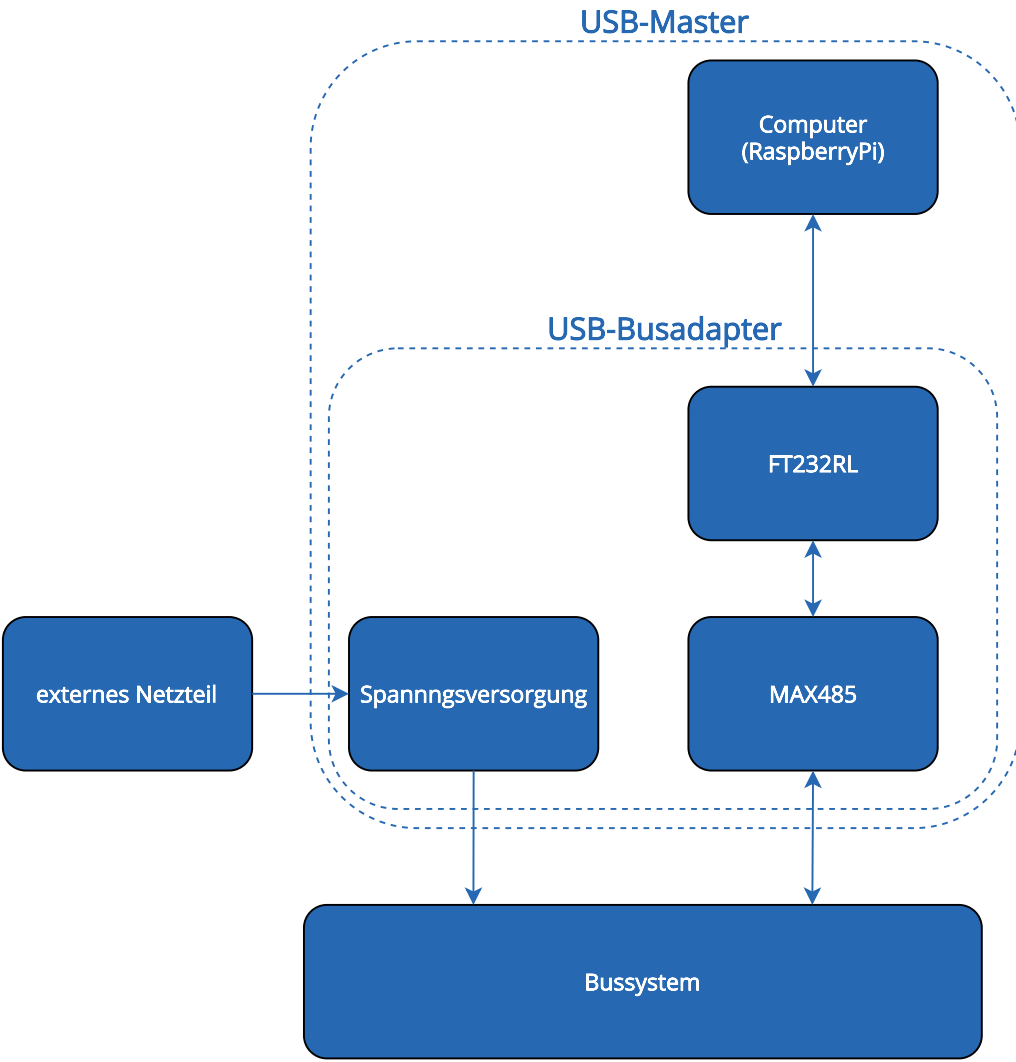 USB-Master
Computer
(RaspberryPi)
USB-Busadapter
FT232RL
externes Netzteil
Spannngsversorgung
MAX485
Bussystem